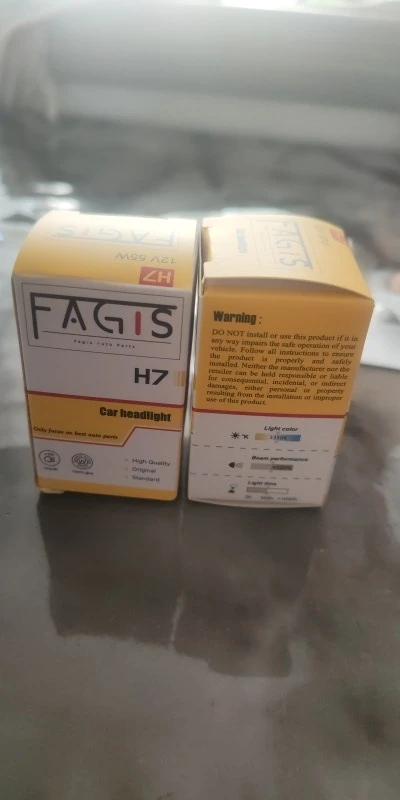 FAGIS
12V 55W
H7
FAGIS
Fagis Auto Parts
H7
Car headlight
Only focus on best auto parts
High Quality
Original
Standard
FAGIS
Warning :
DO NOT install or use this product if it in
any way impairs the safe operation of your
vehicle. Follow all instructions to ensure
the product is properly and safely
installed. Neither the manufacturer nor the
reseller can be held responsible or liable
for consequential, incidental, or indirect
damages, either personal or property
resulting from the installation or improper
use of this product.
Light color
K
Beam performance
Light time